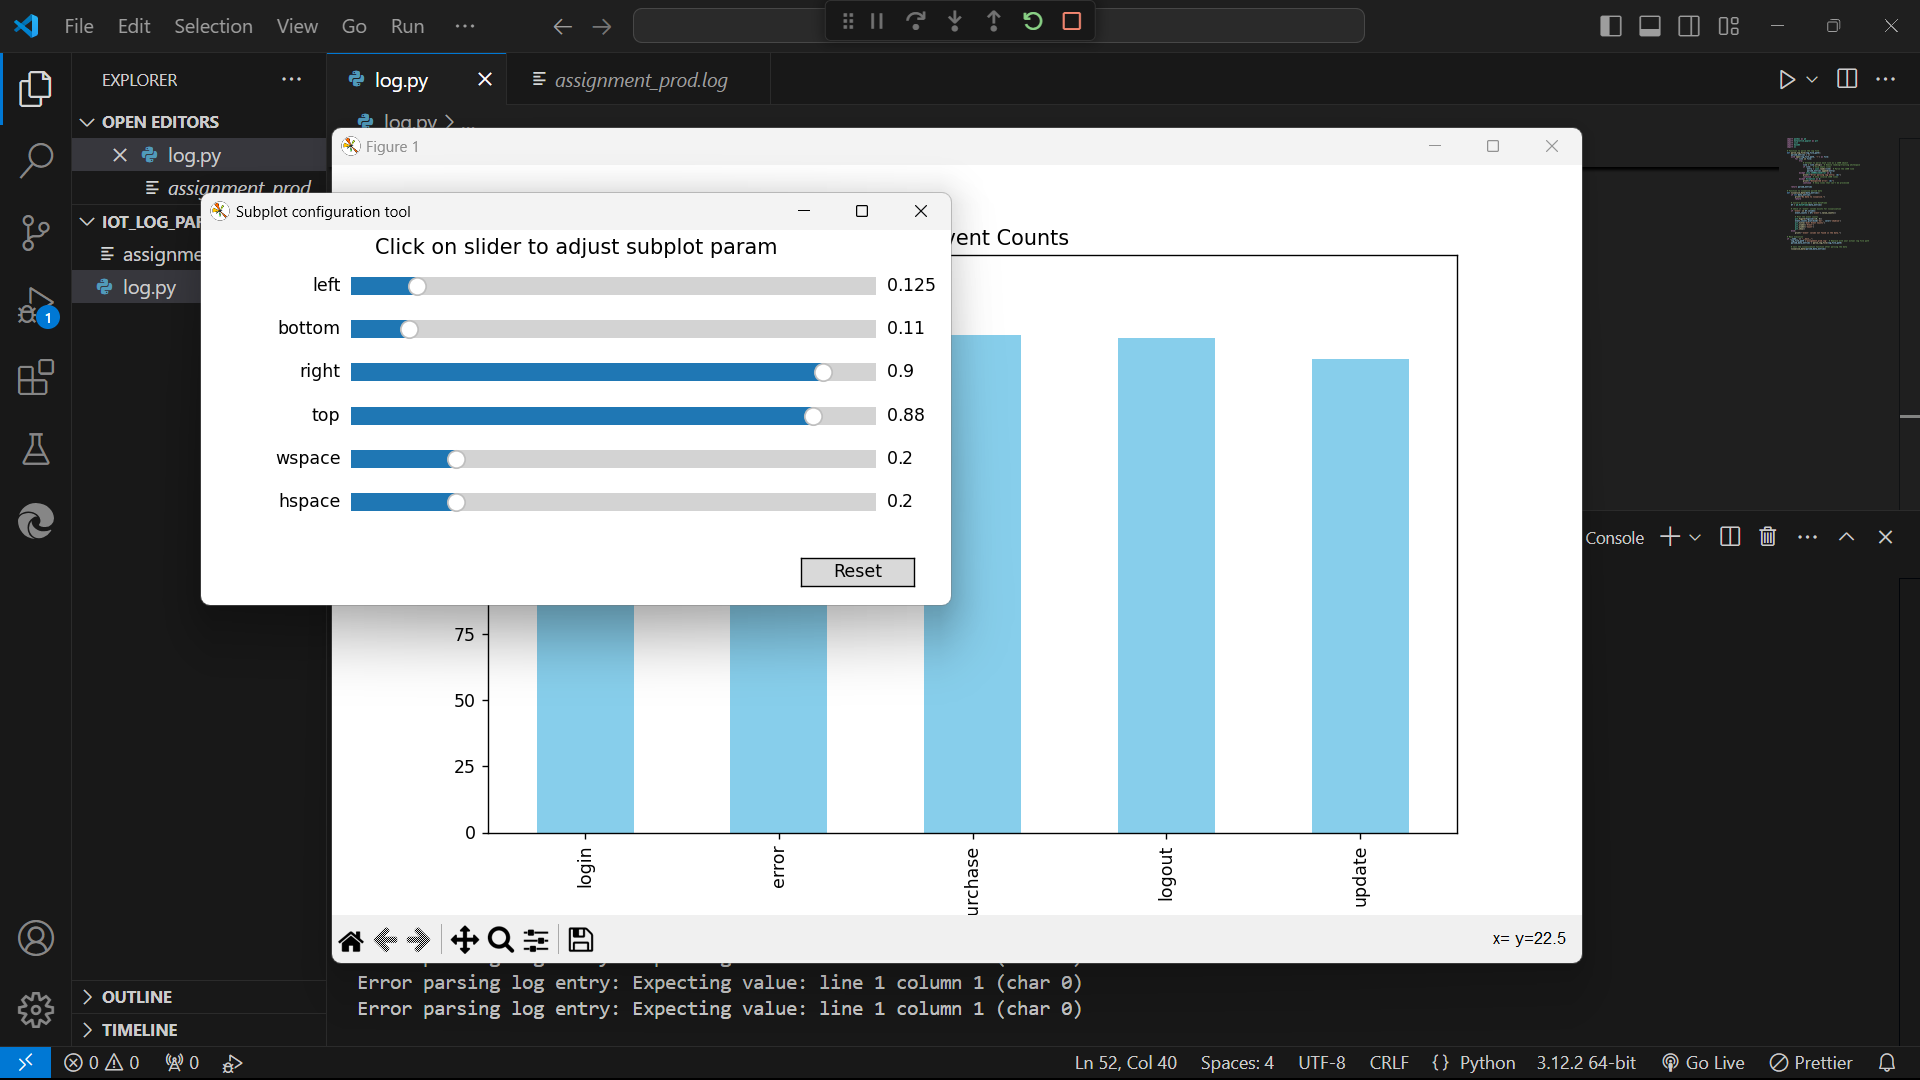 File Edit Selection View Go Run ...
EXPLORER
log.py
assignment_prod.log
OPEN EDITORS
log.py
log.py
Figure 1
assignment_prod
Subplot configuration tool
IOT_LOG_PAR
Click on slider to adjust subplot param
vent Counts
assignme
left 0.125
log.py
bottom 0.11
1
right 0.9
top 0.88
wspace 0.2
hspace 0.2
Console
Reset
75
50
25
0
login error urchase logout update
x= y=22.5
Error parsing log entry: Expecting value: line 1 column 1 (char 0)
Error parsing log entry: Expecting value: line 1 column 1 (char 0)
OUTLINE
TIMELINE
0 0 0 Ln 52, Col 40 Spaces: 4 UTF-8 CRLF {} Python 3.12.2 64-bit Go Live Prettier